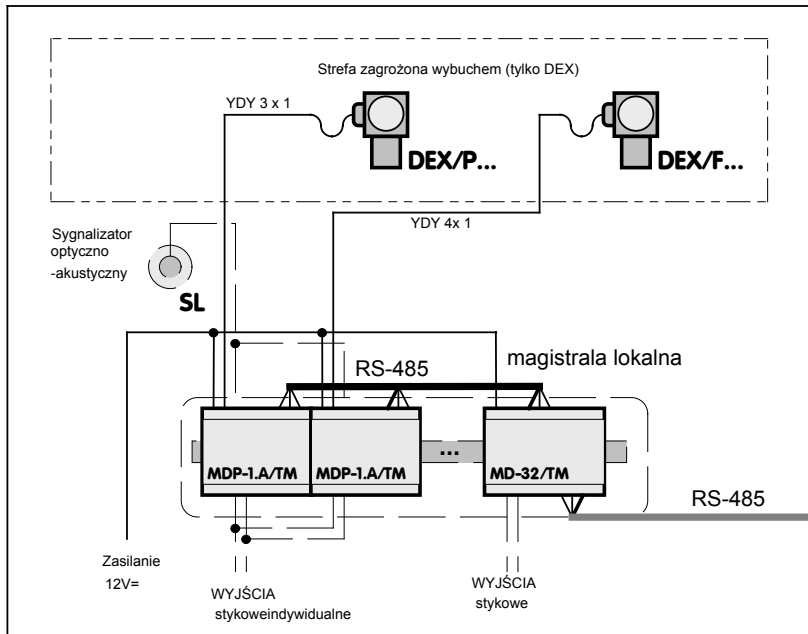 Strefa zagrożona wybuchem (tylko DEX)
YDY 3 x 1
DEX/P...
DEX/F...
YDY 4x 1
Sygnalizator
optyczno
-akustyczny
SL
magistrala lokalna
RS-485
...
MDP-1.A/TM
MDP-1.A/TM
MD-32/TM
RS-485
Zasilanie
12V=
WYJŚCIA
stykoweindywidualne
WYJŚCIA
stykowe